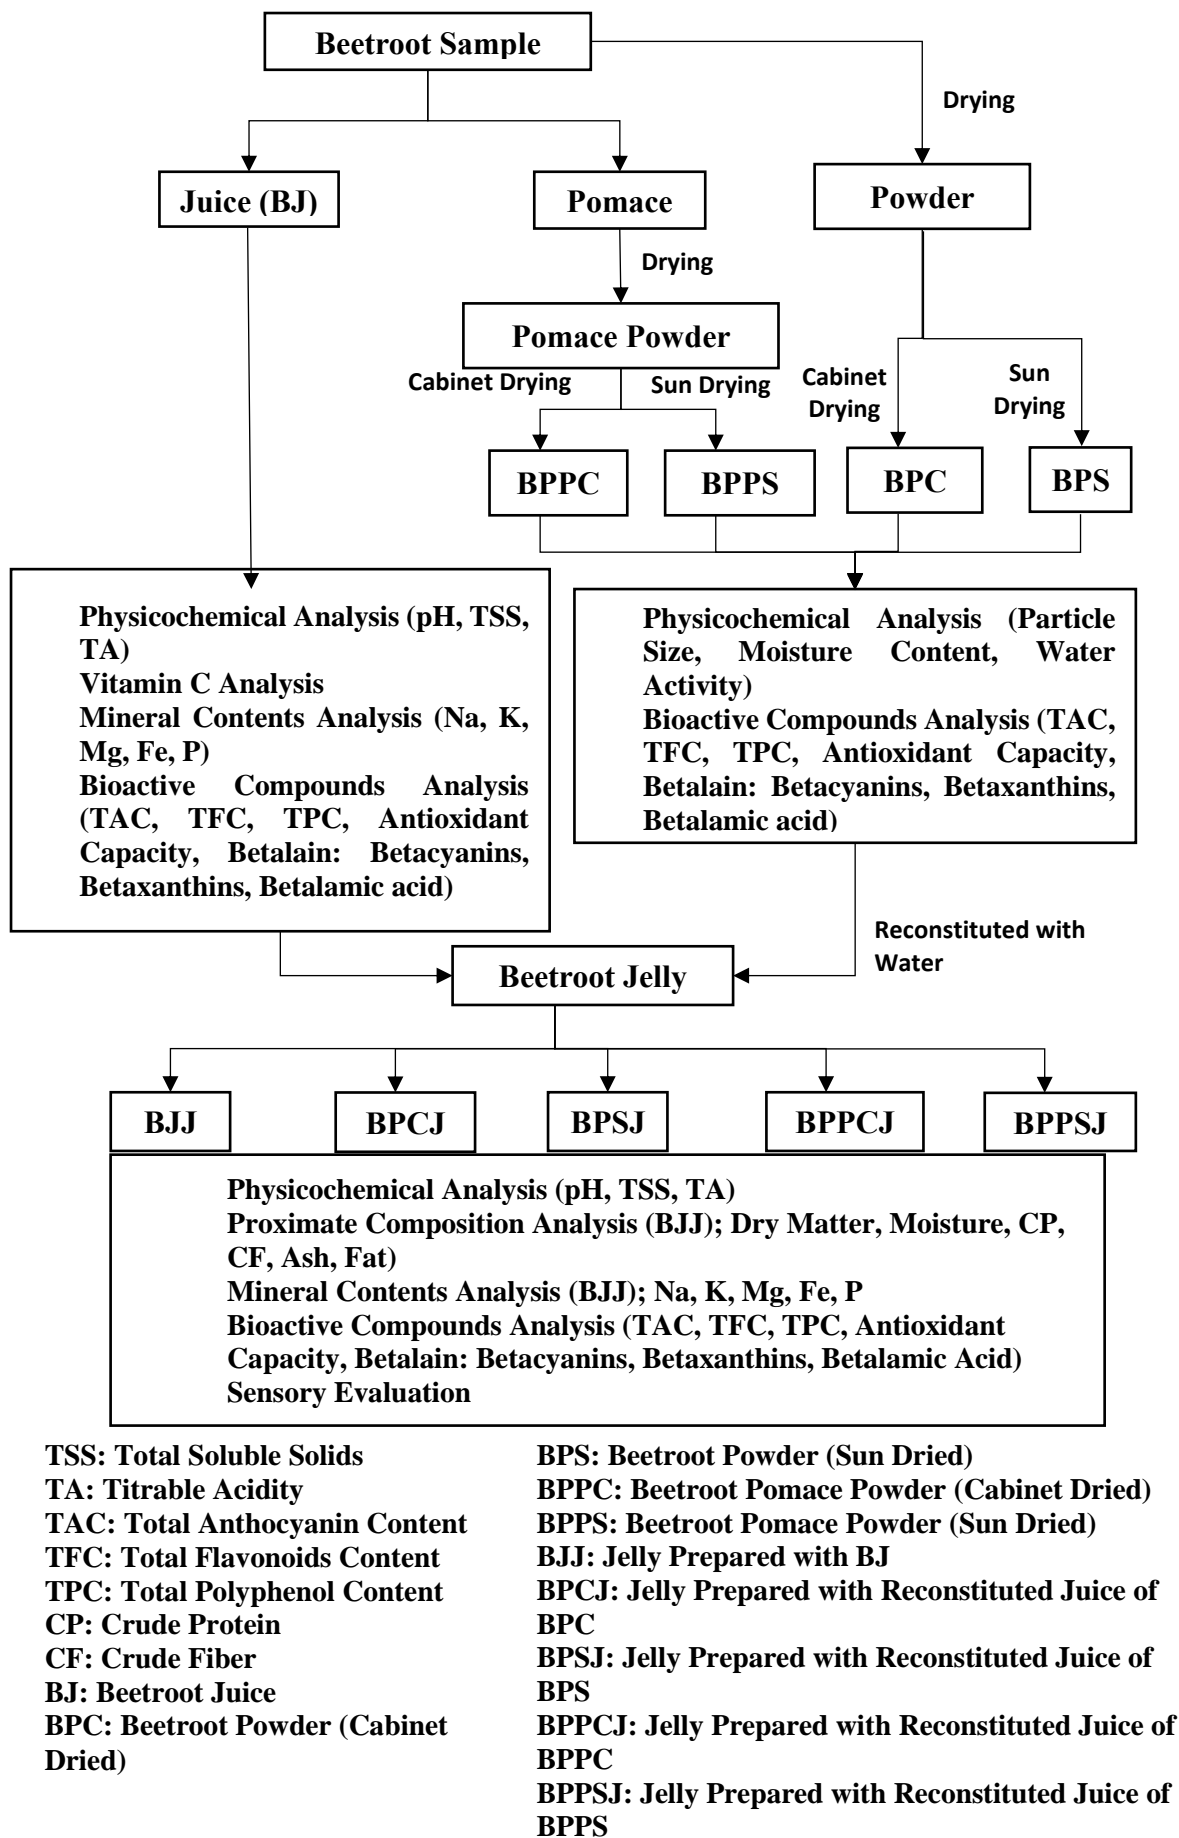 Beetroot Sample
Drying
Juice (BJ)
Pomace
Powder
Drying
Pomace Powder
Cabinet Drying
Sun Drying
Cabinet
Drying
Sun
Drying
BPPC
BPPS
BPC
BPS
Physicochemical Analysis (pH, TSS,
TA)
Vitamin C Analysis
Mineral Contents Analysis (Na, K,
Mg, Fe, P)
Bioactive Compounds Analysis
(TAC, TFC, TPC, Antioxidant
Capacity, Betalain: Betacyanins,
Betaxanthins, Betalamic acid)
Physicochemical Analysis (Particle
Size, Moisture Content, Water
Activity)
Bioactive Compounds Analysis (TAC,
TFC, TPC, Antioxidant Capacity,
Betalain: Betacyanins, Betaxanthins,
Betalamic acid)
Reconstituted with
Water
Beetroot Jelly
BJJ
BPCJ
BPSJ
BPPCJ
BPPSJ
Physicochemical Analysis (pH, TSS, TA)
Proximate Composition Analysis (BJJ); Dry Matter, Moisture, CP,
CF, Ash, Fat)
Mineral Contents Analysis (BJJ); Na, K, Mg, Fe, P
Bioactive Compounds Analysis (TAC, TFC, TPC, Antioxidant
Capacity, Betalain: Betacyanins, Betaxanthins, Betalamic Acid)
Sensory Evaluation
TSS: Total Soluble Solids
TA: Titrable Acidity
TAC: Total Anthocyanin Content
TFC: Total Flavonoids Content
TPC: Total Polyphenol Content
CP: Crude Protein
CF: Crude Fiber
BJ: Beetroot Juice
BPC: Beetroot Powder (Cabinet
Dried)
BPS: Beetroot Powder (Sun Dried)
BPPC: Beetroot Pomace Powder (Cabinet Dried)
BPPS: Beetroot Pomace Powder (Sun Dried)
BJJ: Jelly Prepared with BJ
BPCJ: Jelly Prepared with Reconstituted Juice of
BPC
BPSJ: Jelly Prepared with Reconstituted Juice of
BPS
BPPCJ: Jelly Prepared with Reconstituted Juice of
BPPC
BPPSJ: Jelly Prepared with Reconstituted Juice of
BPPS